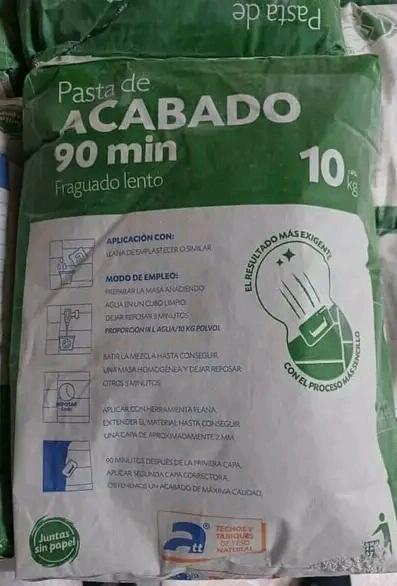 Pasta de
Pasta de
ACABADO
90 min
Fraguado lento
10 kg
EL RESULTADO MÁS EXIGENTE
CON EL PROCESO MÁS SENCILLO
APLICACIÓN CON:
LLANA DE EMPLASTECER O SIMILAR
MODO DE EMPLEO:
PREPARAR LA MASA AÑADIENDO
AGUA EN UN CUBO LIMPIO.
DEJAR REPOSAR 3 MINUTOS
AGUA/10 KG POLVO)
BATIR LA MEZCLA HASTA CONSEGUIR
UNA MASA HOMOGÉNEA Y DEJAR REPOSAR
OTROS 3 MINUTOS
REPOSAR
APLICAR CON HERRAMIENTA PLANA.
EXTENDER EL MATERIAL HASTA CONSEGUIR
UNA CAPA DE APROXIMADAMENTE 2 MM
90 MINUTOS DESPUÉS DE LA PRIMERA CAPA,
APLICAR SEGUNDA CAPA CORRECTORA.
OBTENEMOS UN ACABADO DE MÁXIMA CALIDAD.
Juntas
sin papel
att
TECHOS Y
TABIQUES
DE YESO
NATURAL